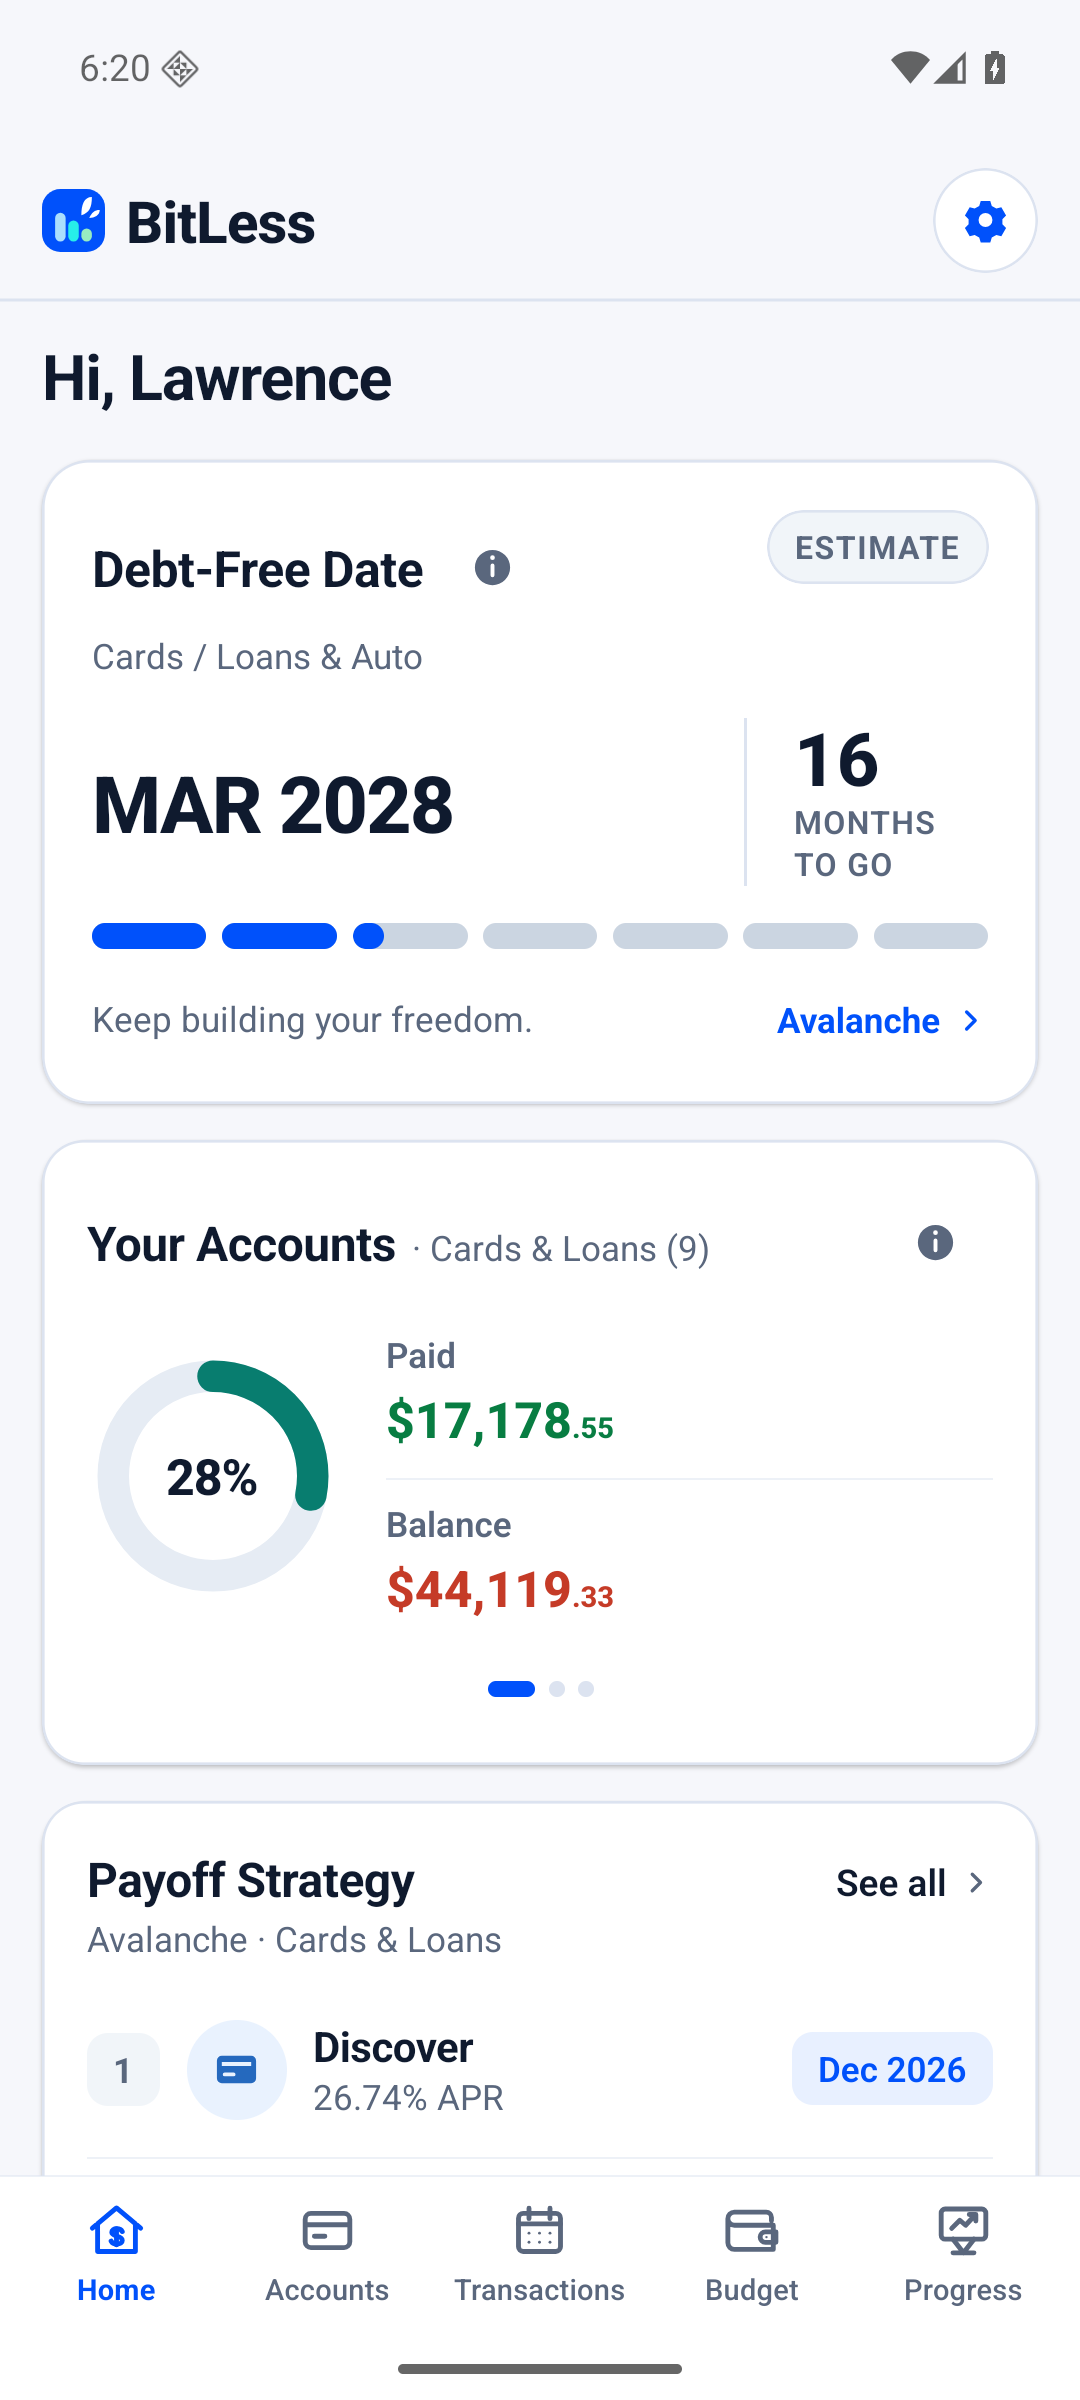 6:20
BitLess
Hi, Lawrence
Debt-Free Date
ESTIMATE
Cards / Loans & Auto
MAR 2028
16
MONTHS
TO GO
Keep building your freedom.
Avalanche
Your Accounts · Cards & Loans (9)
28%
Paid
$17,178.55
Balance
$44,119.33
Payoff Strategy
See all
Avalanche · Cards & Loans
1
Discover
26.74% APR
Dec 2026
Home
Accounts
Transactions
Budget
Progress